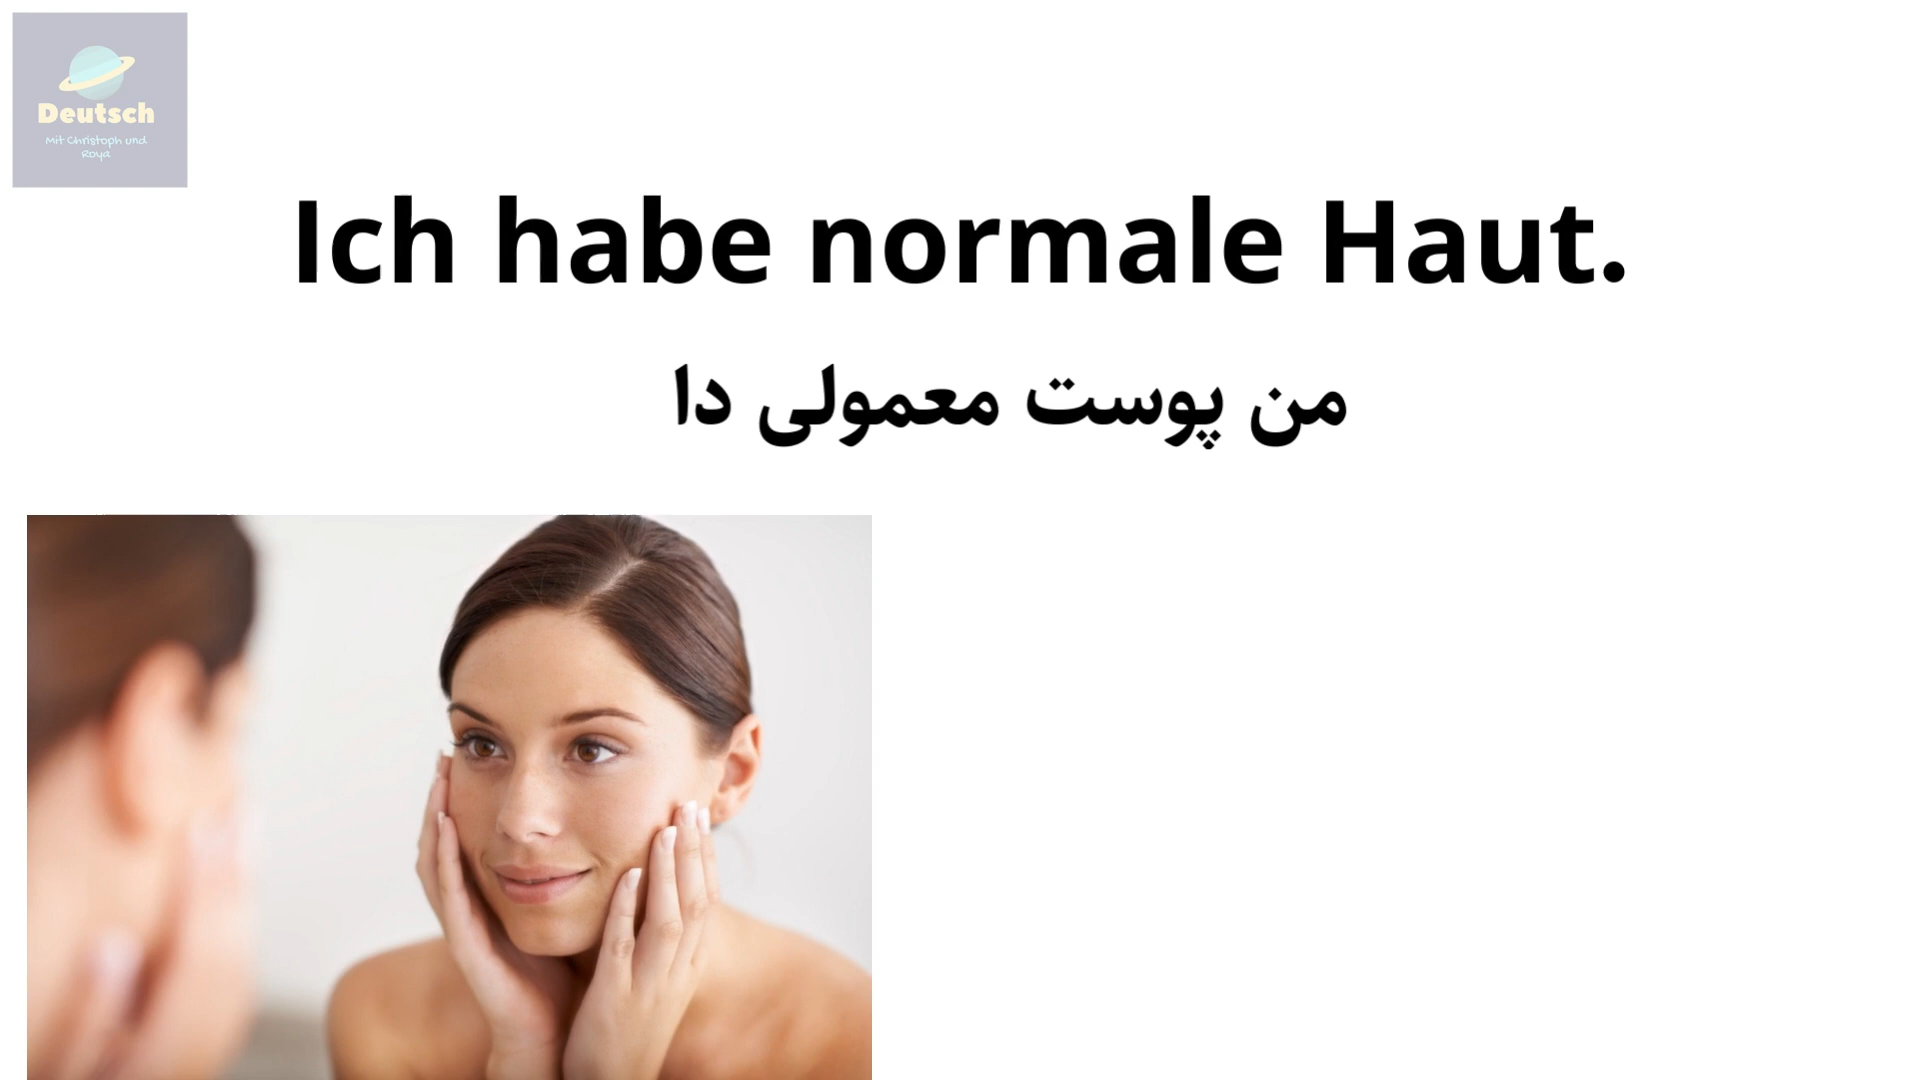 Deutsch
Mit Christoph und
Roya
Ich habe normale Haut.
من پوست معمولی دا